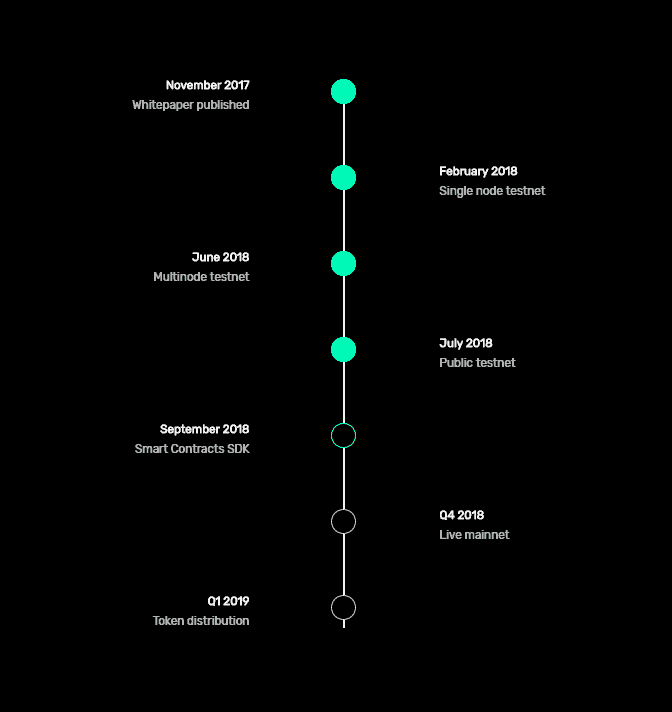 November 2017
Whitepaper published
February 2018
Single node testnet
June 2018
Multinode testnet
July 2018
Public testnet
September 2018
Smart Contracts SDK
Q4 2018
Live mainnet
Q1 2019
Token distribution